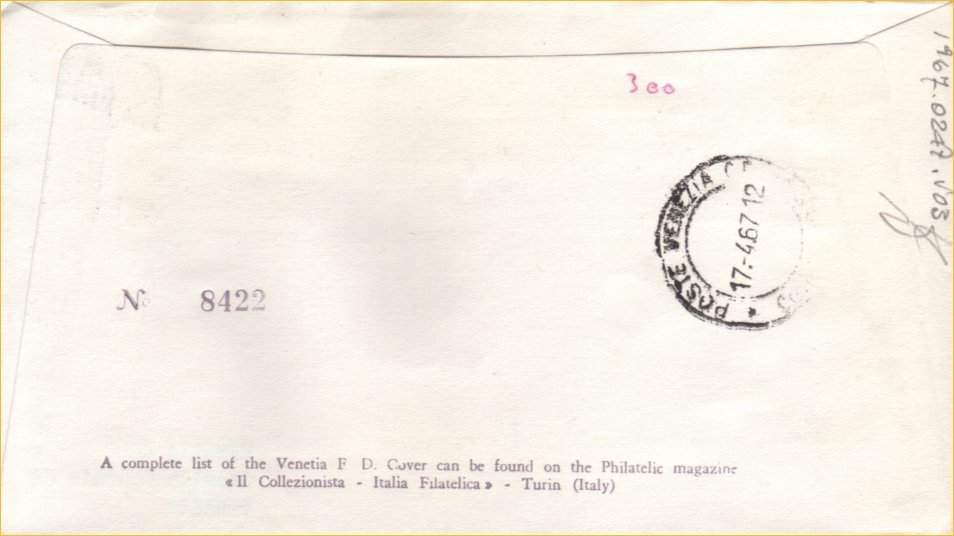 300
1967.0247.V03
POSTE VENEZIA
17.-4.67 12
No 8422
A complete list of the Venetia F D. Cover can be found on the Philatelic magazine
«Il Collezionista - Italia Filatelica» - Turin (Italy)